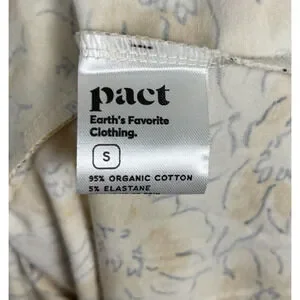 pact
Earth's Favorite
Clothing.
S
95% ORGANIC COTTON
5% ELASTANE